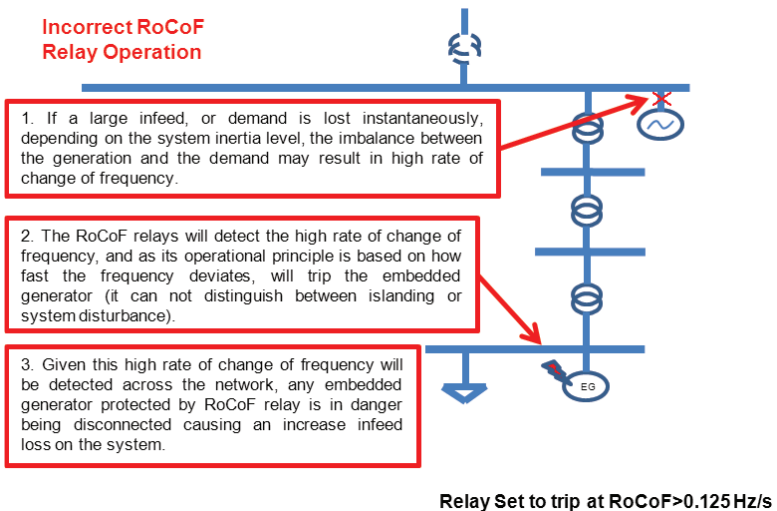 Incorrect RoCoF
Relay Operation
1. If a large infeed, or demand is lost instantaneously,
depending on the system inertia level, the imbalance between
the generation and the demand may result in high rate of
change of frequency.
2. The RoCoF relays will detect the high rate of change of
frequency, and as its operational principle is based on how
fast the frequency deviates, will trip the embedded
generator (it can not distinguish between islanding or
system disturbance).
3. Given this high rate of change of frequency will
be detected across the network, any embedded
generator protected by RoCoF relay is in danger
being disconnected causing an increase infeed
loss on the system.
EG
Relay Set to trip at RoCoF>0.125 Hz/s